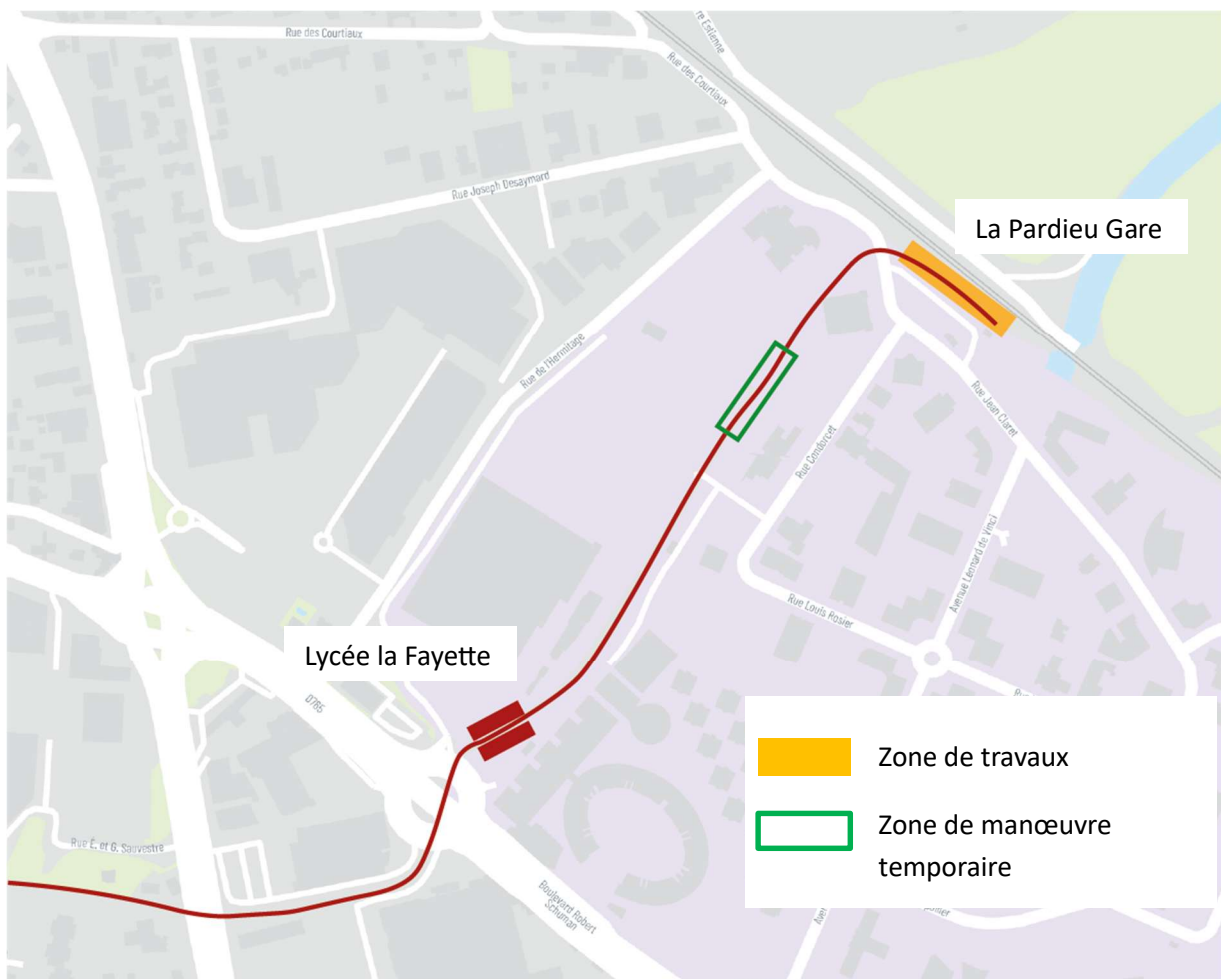 Rue des Courtiaux
re Estienne
Rue des Courtiaux
Rue Joseph Desaymard
La Pardieu Gare
Rue de l'Hermitage
Rue Jean Claret
Rue Condorcet
Avenue Léonard de Vinci
Rue Louis Rosier
Lycée la Fayette
D765
Rue É. et G. Sauvestre
Boulevard Robert
Schuman
Zone de travaux
Zone de manœuvre
temporaire